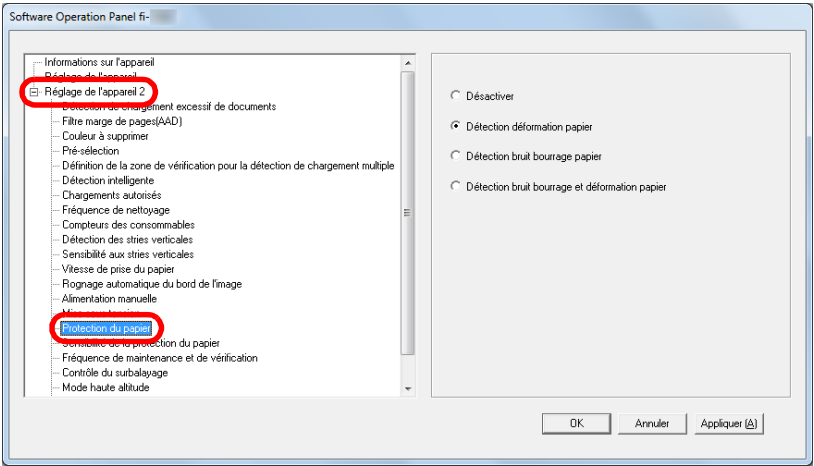 Software Operation Panel fi-
Informations sur l'appareil
Réglage de l'appareil
Réglage de l'appareil 2
Détection de chargement excessif de documents
Filtre marge de pages(AAD)
Couleur à supprimer
Pré-sélection
Définition de la zone de vérification pour la détection de chargement multiple
Détection intelligente
Chargements autorisés
Fréquence de nettoyage
Compteurs des consommables
Détection des stries verticales
Sensibilité aux stries verticales
Vitesse de prise du papier
Rognage automatique du bord de l'image
Alimentation manuelle
Mise sous tension
Protection du papier
Sensibilité de la protection du papier
Fréquence de maintenance et de vérification
Contrôle du surbalayage
Mode haute altitude
Désactiver
Détection déformation papier
Détection bruit bourrage papier
Détection bruit bourrage et déformation papier
OK
Annuler
Appliquer (A)